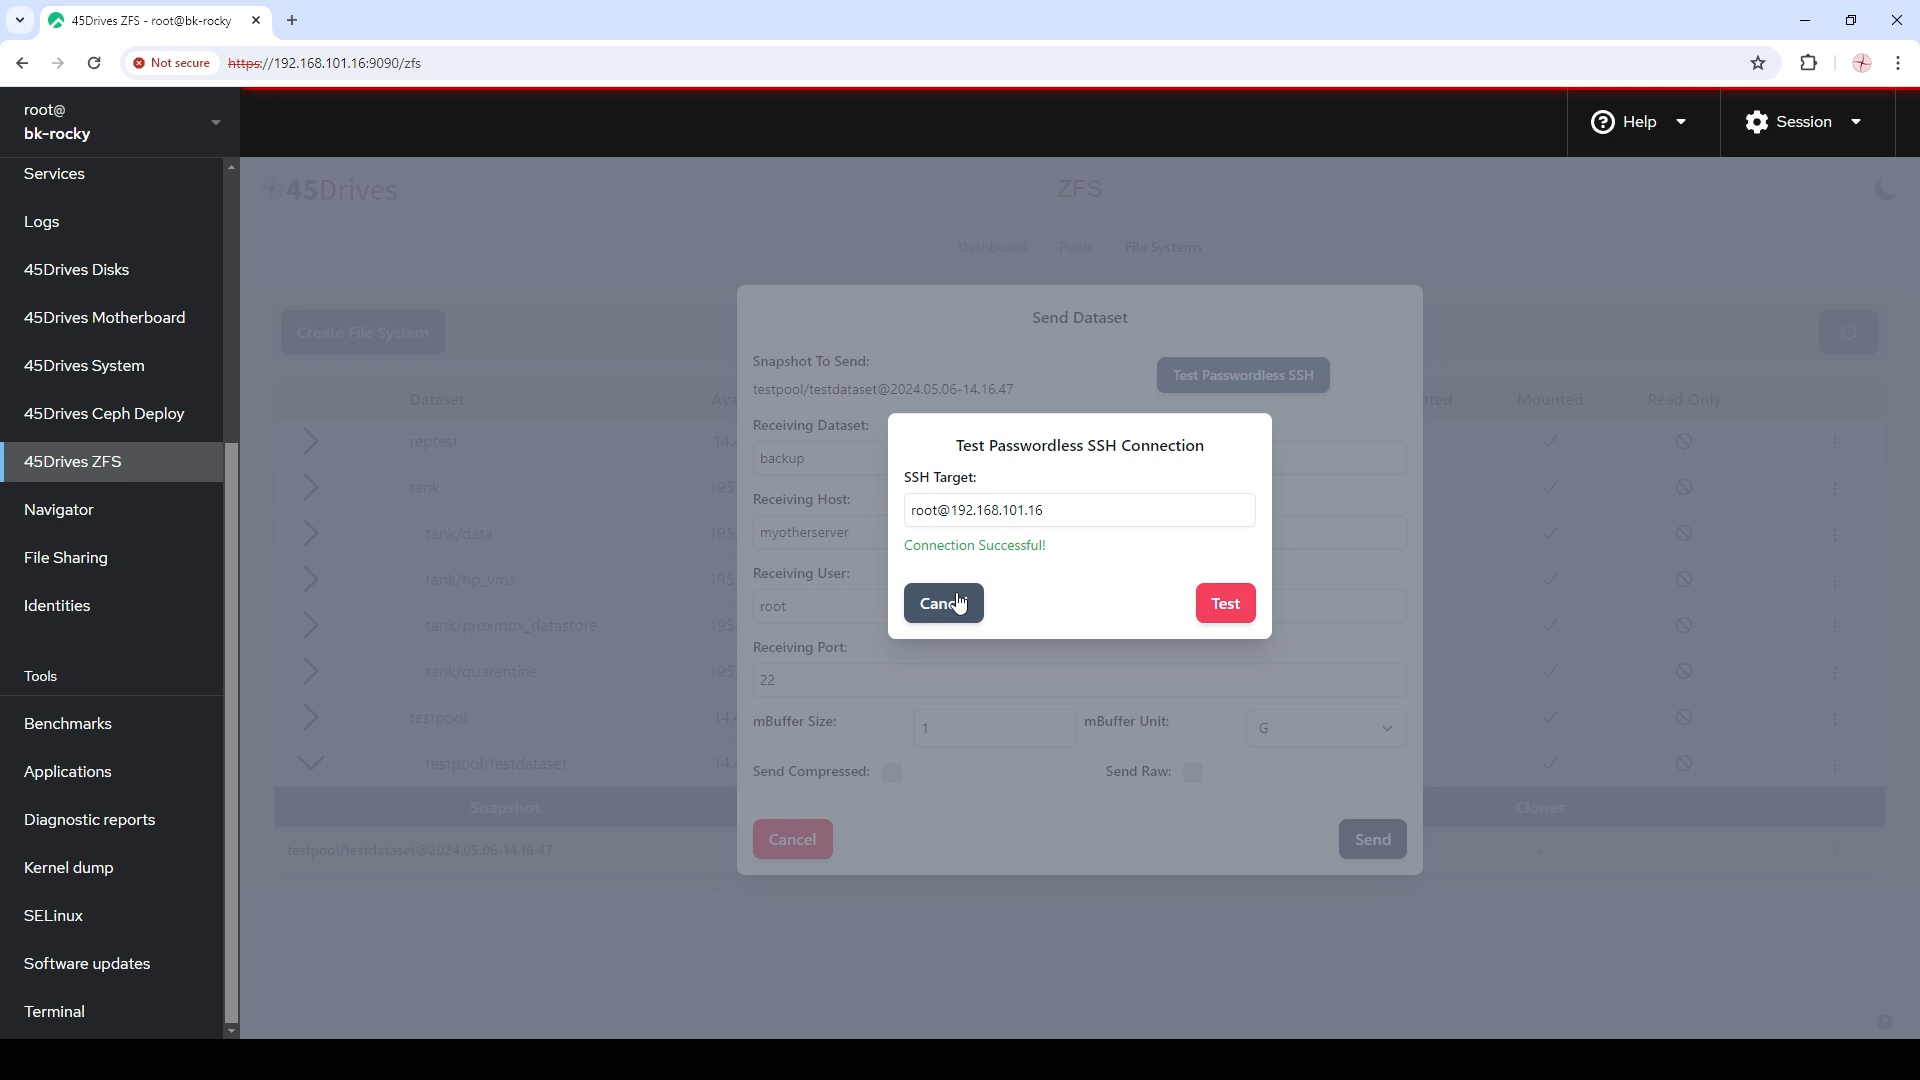 45Drives ZFS - root@bk-rocky
Not secure
https://192.168.101.16:9090/zfs
root@
bk-rocky
Help
Session
Services
Logs
45Drives Disks
45Drives Motherboard
45Drives System
45Drives Ceph Deploy
45Drives ZFS
Navigator
File Sharing
Identities
Tools
Benchmarks
Applications
Diagnostic reports
Kernel dump
SELinux
Software updates
Terminal
45Drives
ZFS
Dashboard Pools File Systems
Create File System
Dataset Mounted Read Only
reptest 14.
tank 195.
tank/data 195.
tank/hp_vms 195.
tank/proxmox_datastore 195.
tank/quarantine 195.
testpool 14.
testpool/testdataset 14.
Snapshot Clones
testpool/testdataset@2024.05.06-14.16.47
Send Dataset
Snapshot To Send:
testpool/testdataset@2024.05.06-14.16.47
Test Passwordless SSH
Receiving Dataset:
backup
Receiving Host:
myotherserver
Receiving User:
root
Receiving Port:
22
mBuffer Size: 1 mBuffer Unit: G
Send Compressed: Send Raw:
Cancel Send
Test Passwordless SSH Connection
SSH Target:
root@192.168.101.16
Connection Successful!
Test